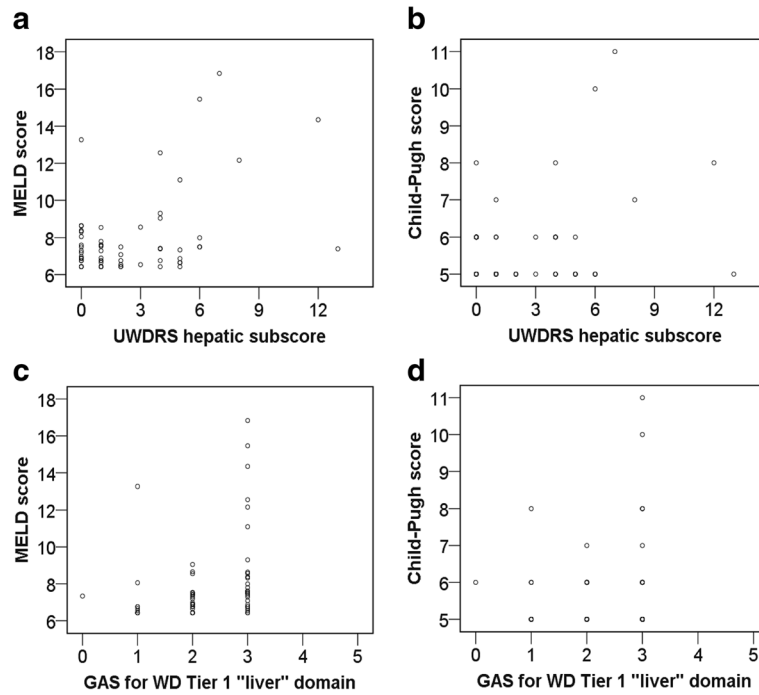 a
18
16
14
12
10
8
6
MELD score
0 3 6 9 12
UWDRS hepatic subscore
b
11
10
9
8
7
6
5
Child-Pugh score
0 3 6 9 12
UWDRS hepatic subscore
c
18
16
14
12
10
8
6
MELD score
0 1 2 3 4 5
GAS for WD Tier 1 "liver" domain
d
11
10
9
8
7
6
5
Child-Pugh score
0 1 2 3 4 5
GAS for WD Tier 1 "liver" domain